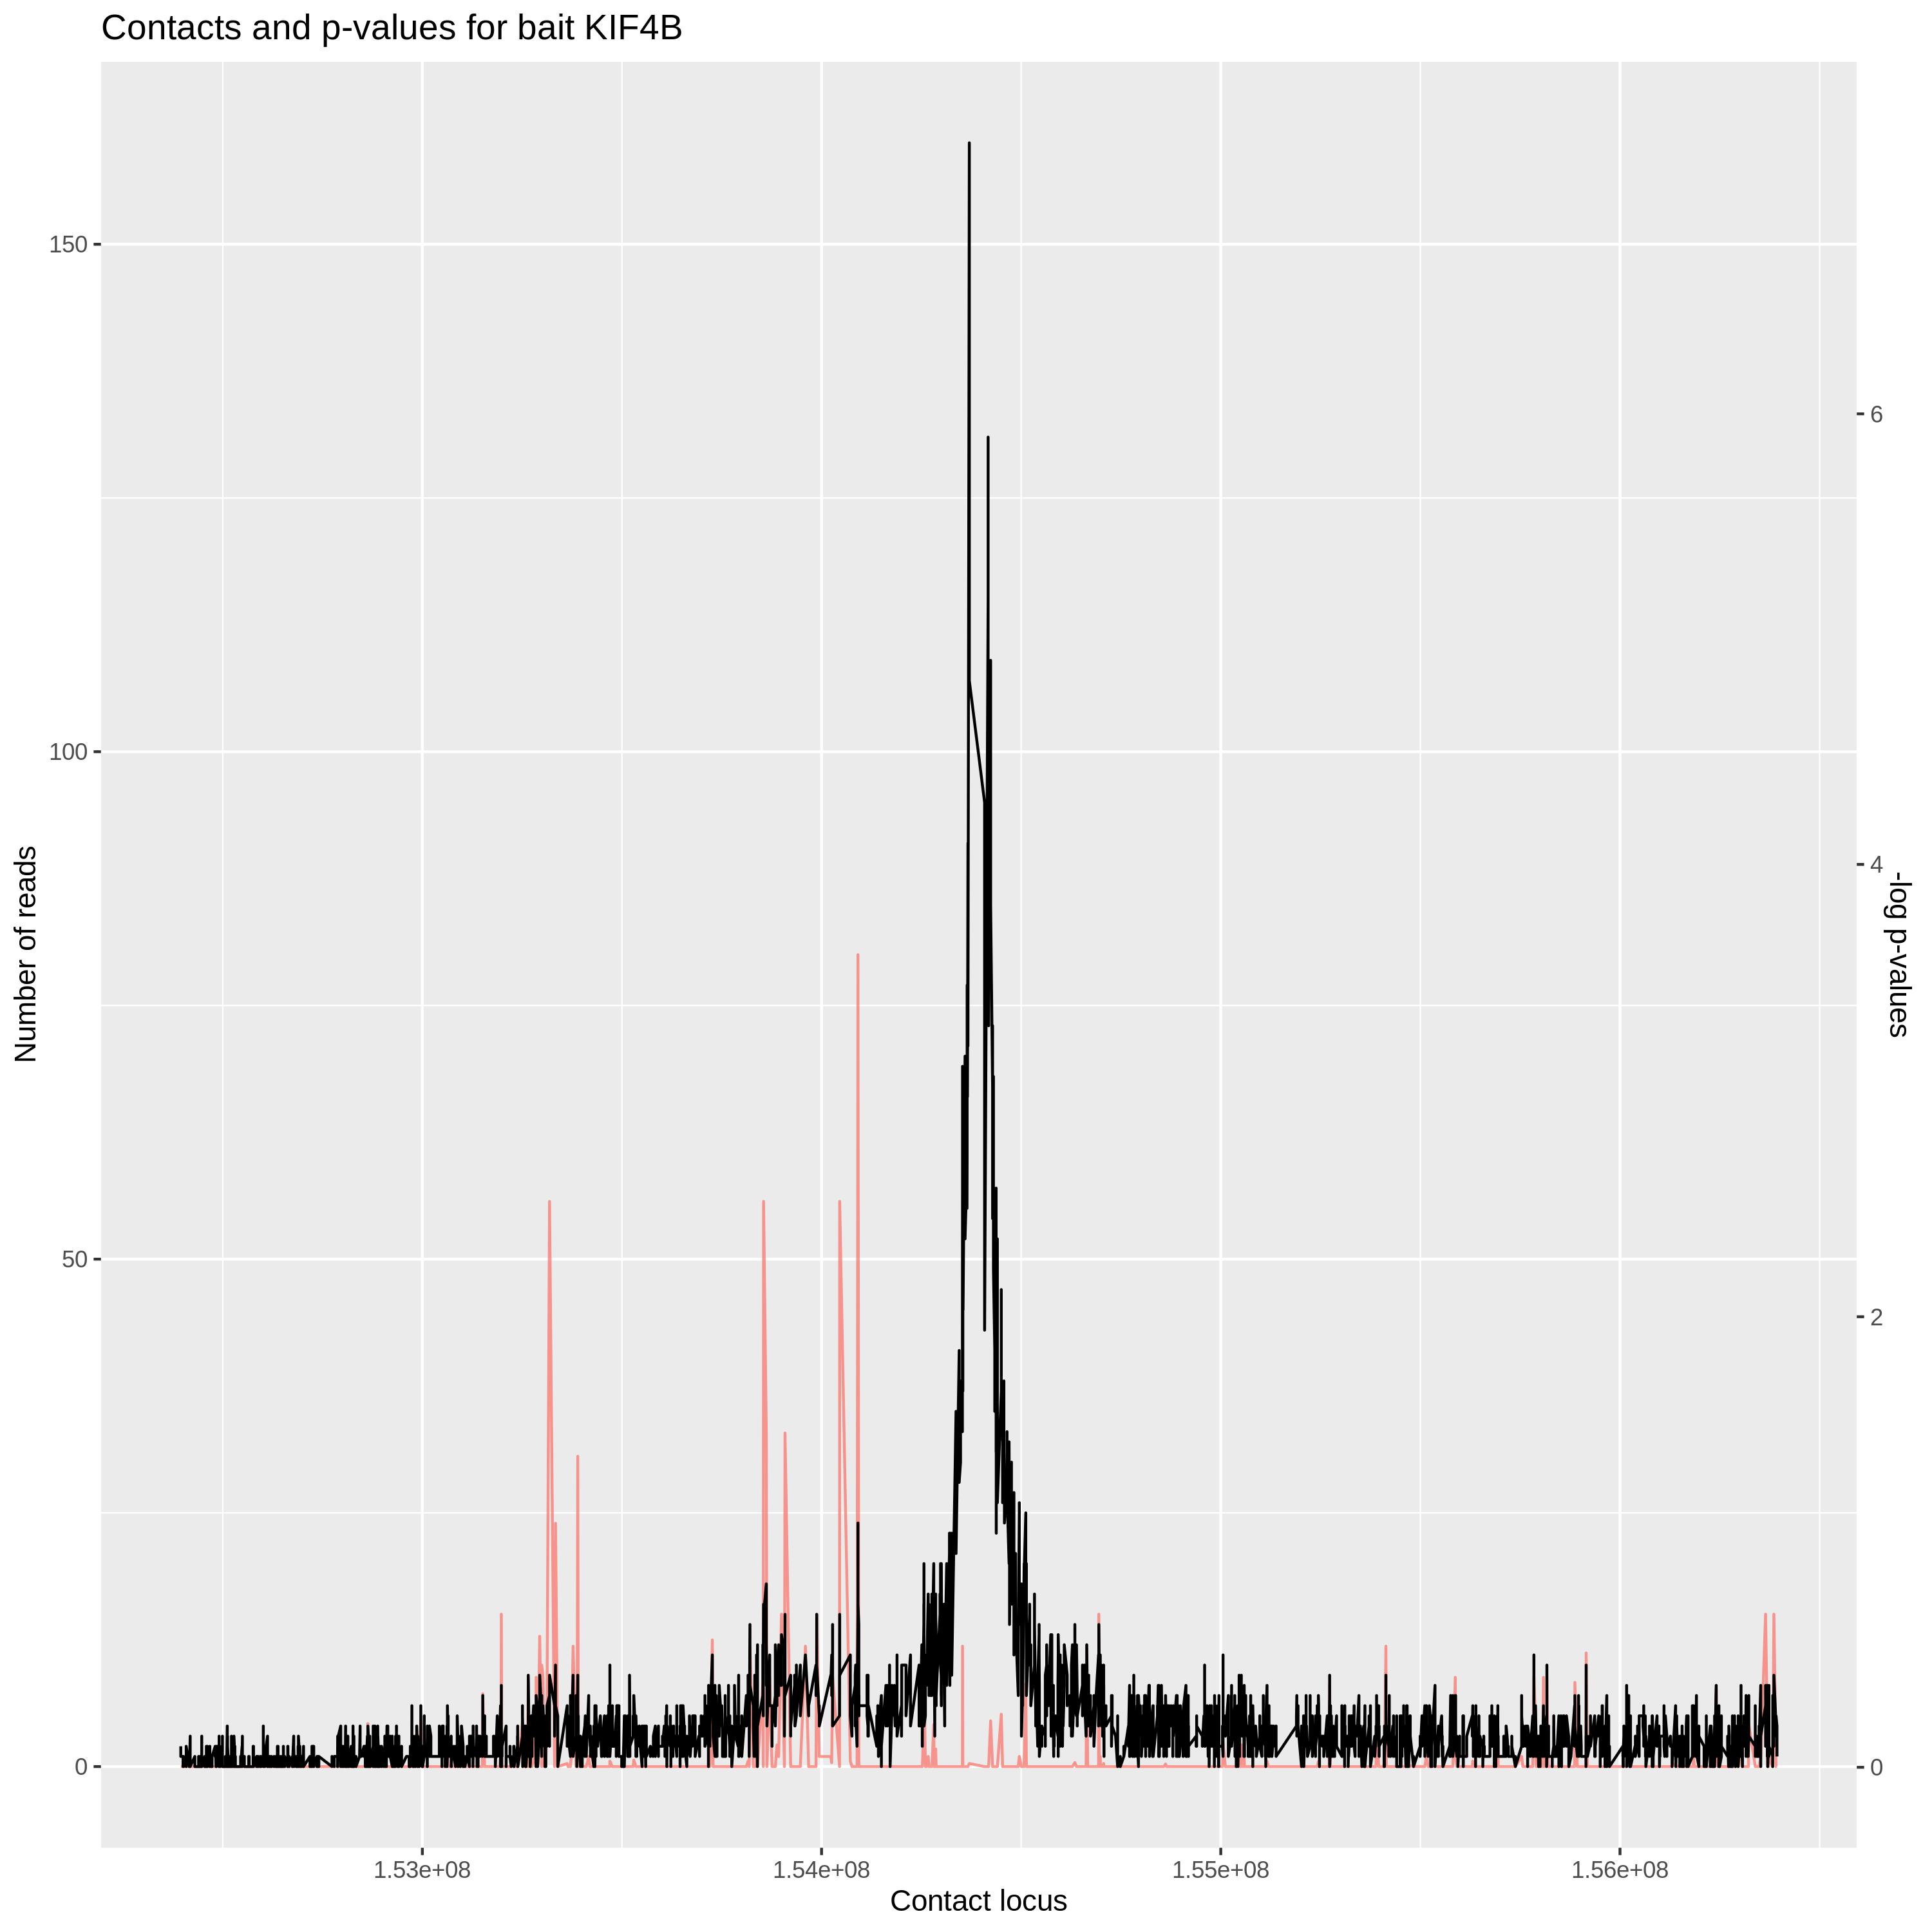 Contacts and p-values for bait KIF4B
150
100
50
0
Number of reads
6
4
2
0
-log p-values
1.53e+08
1.54e+08
1.55e+08
1.56e+08
Contact locus